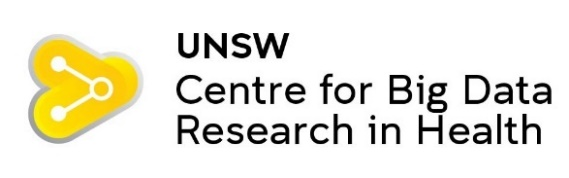 UNSW
Centre for Big Data
Research in Health